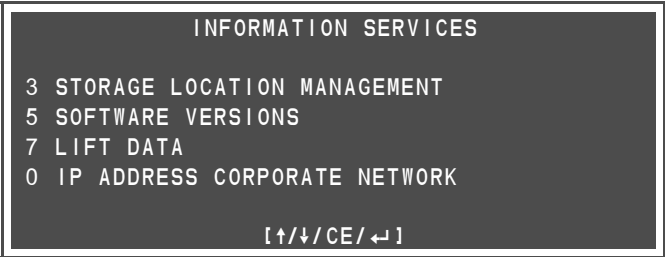 INFORMATION SERVICES
3 STORAGE LOCATION MANAGEMENT
5 SOFTWARE VERSIONS
7 LIFT DATA
0 IP ADDRESS CORPORATE NETWORK
[↑/↓/CE/↵]